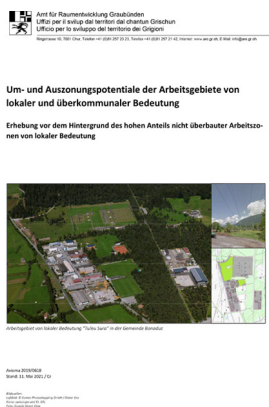 Amt für Raumentwicklung Graubünden
Uffizi per il svilup dal territori dal chantun Grischun
Ufficio per lo sviluppo del territorio dei Grigioni
Um- und Auszonungspotentiale der Arbeitsgebiete von
lokaler und überkommunaler Bedeutung
Erhebung vor dem Hintergrund des hohen Anteils nicht überbauter Arbeitszo-
nen von lokaler Bedeutung
Arbeitsgebiet von lokaler Bedeutung "Tuleu Sura" in der Gemeinde Bonaduz
Stand: 11. Mai 2021 / Gr